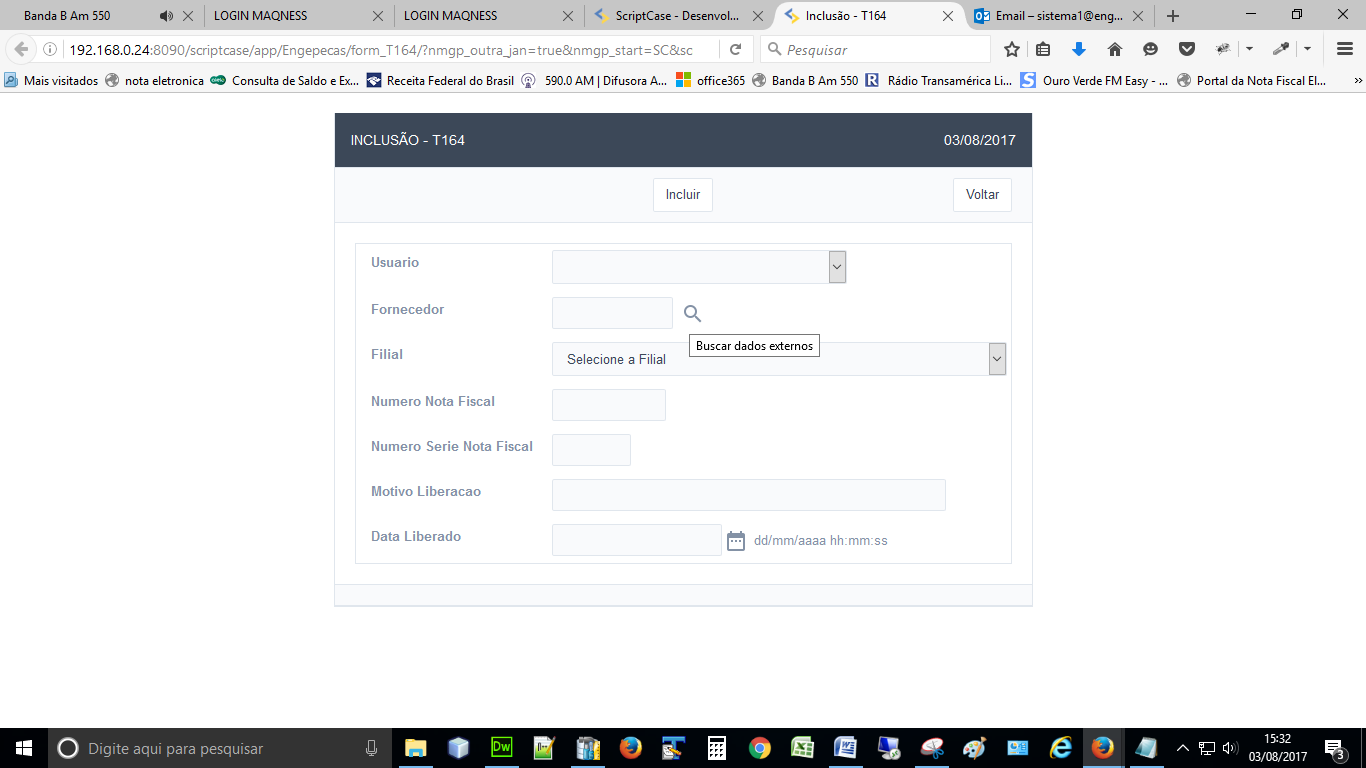 Banda B Am 550
LOGIN MAQNESS
LOGIN MAQNESS
ScriptCase - Desenvol...
Inclusão - T164
Email – sistema1@eng...
192.168.0.24:8090/scriptcase/app/Engepecas/form_T164/?nmgp_outra_jan=true&nmgp_start=SC&sc
Pesquisar
Mais visitados
nota eletronica
Consulta de Saldo e Ex...
Receita Federal do Brasil
590.0 AM | Difusora A...
office365
Banda B Am 550
Rádio Transamérica Li...
Ouro Verde FM Easy - ...
Portal da Nota Fiscal El...
INCLUSÃO - T164
03/08/2017
Incluir
Voltar
Usuario
Fornecedor
Buscar dados externos
Filial
Selecione a Filial
Numero Nota Fiscal
Numero Serie Nota Fiscal
Motivo Liberacao
Data Liberado
dd/mm/aaaa hh:mm:ss
Digite aqui para pesquisar
Dw
15:32
03/08/2017
3